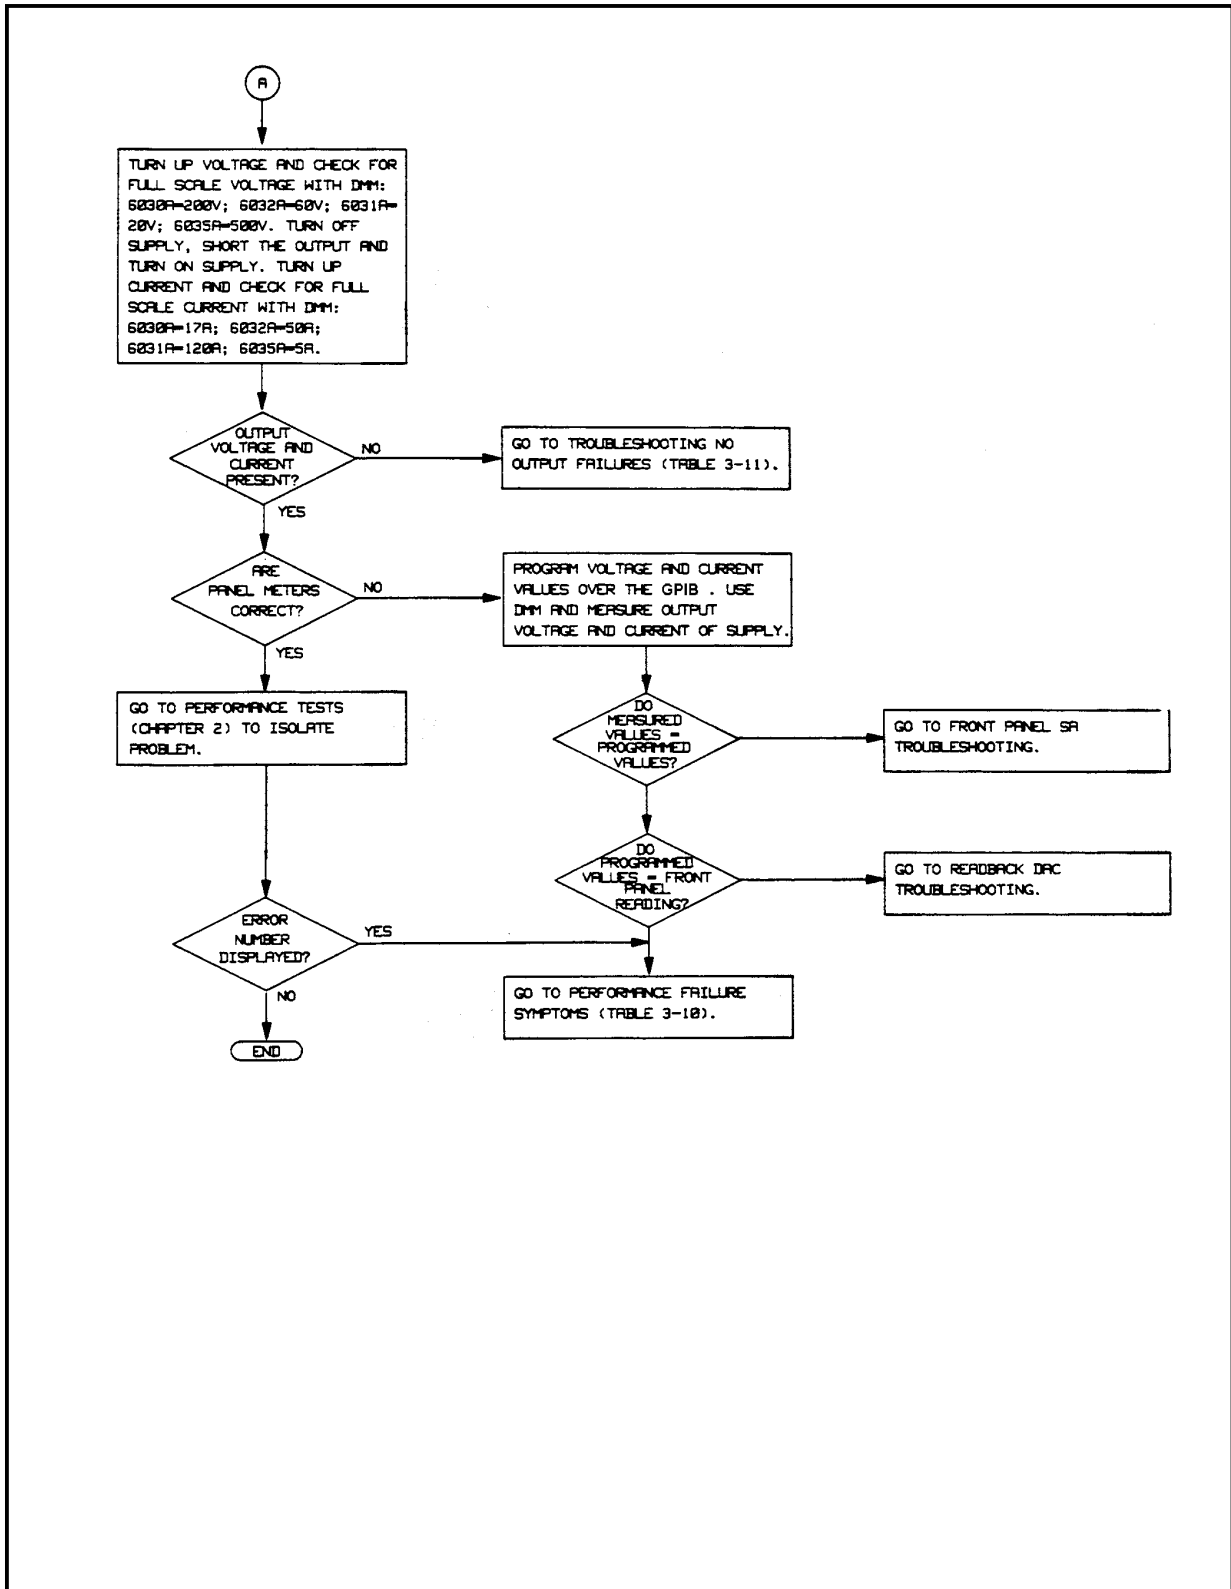 A
TURN UP VOLTAGE AND CHECK FOR
FULL SCALE VOLTAGE WITH DMM:
6030A=200V; 6032A=60V; 6031A=
20V; 6035A=500V. TURN OFF
SUPPLY, SHORT THE OUTPUT AND
TURN ON SUPPLY. TURN UP
CURRENT AND CHECK FOR FULL
SCALE CURRENT WITH DMM:
6030A=17A; 6032A=50A;
6031A=120A; 6035A=5A.
OUTPUT
VOLTAGE AND
CURRENT
PRESENT?
NO
GO TO TROUBLESHOOTING NO
OUTPUT FAILURES (TABLE 3-11).
YES
ARE
PANEL METERS
CORRECT?
NO
PROGRAM VOLTAGE AND CURRENT
VALUES OVER THE GPIB . USE
DMM AND MEASURE OUTPUT
VOLTAGE AND CURRENT OF SUPPLY.
YES
GO TO PERFORMANCE TESTS
(CHAPTER 2) TO ISOLATE
PROBLEM.
DO
MEASURED
VALUES =
PROGRAMMED
VALUES?
GO TO FRONT PANEL SA
TROUBLESHOOTING.
DO
PROGRAMMED
VALUES = FRONT
PANEL
READING?
GO TO READBACK DAC
TROUBLESHOOTING.
ERROR
NUMBER
DISPLAYED?
YES
NO
GO TO PERFORMANCE FAILURE
SYMPTOMS (TABLE 3-10).
END